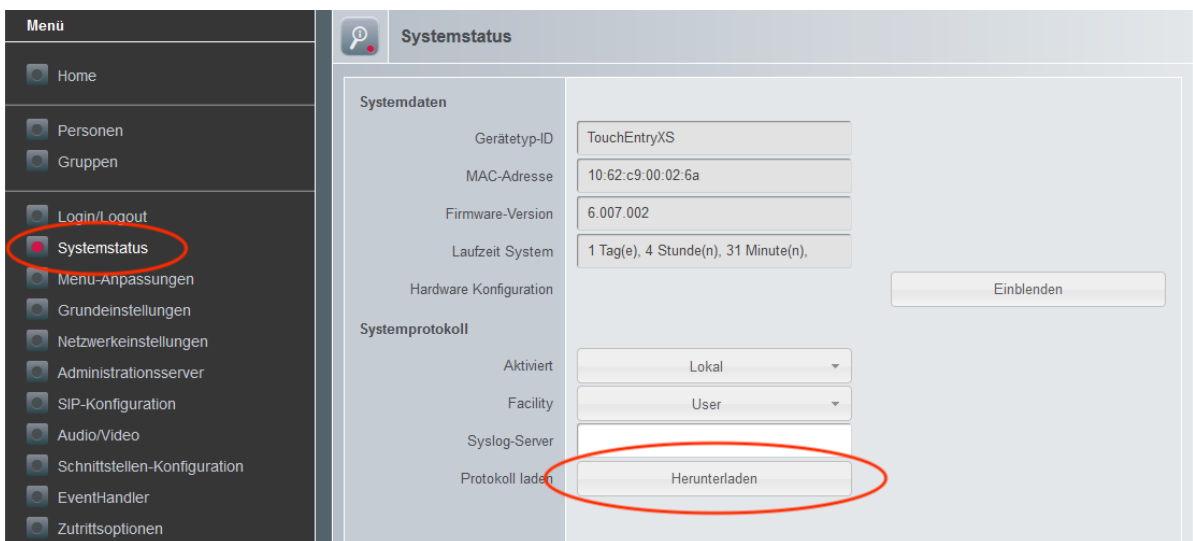 Menü
Home
Personen
Gruppen
Login/Logout
Systemstatus
Menü-Anpassungen
Grundeinstellungen
Netzwerkeinstellungen
Administrationsserver
SIP-Konfiguration
Audio/Video
Schnittstellen-Konfiguration
EventHandler
Zutrittsoptionen
Systemstatus
Systemdaten
Gerätetyp-ID TouchEntryXS
MAC-Adresse 10:62:c9:00:02:6a
Firmware-Version 6.007.002
Laufzeit System 1 Tag(e), 4 Stunde(n), 31 Minute(n),
Hardware Konfiguration Einblenden
Systemprotokoll
Aktiviert Lokal
Facility User
Syslog-Server
Protokoll laden Herunterladen